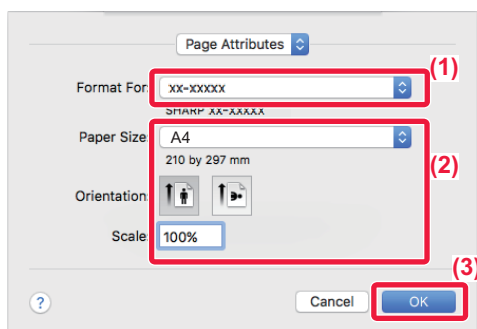 Page Attributes
(1)
Format For: xx-xxxxx
SHARP xx-xxxxx
Paper Size: A4
210 by 297 mm
(2)
Orientation:
Scale: 100%
(3)
? Cancel OK